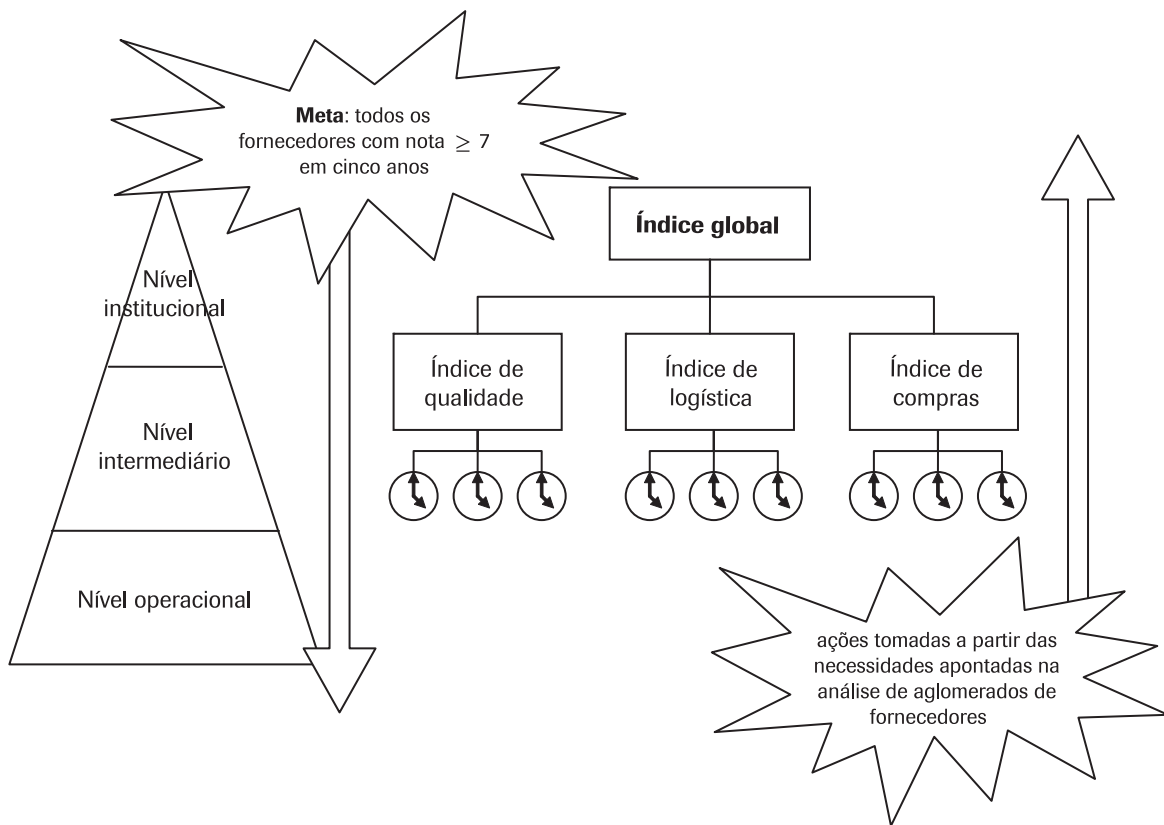 Meta: todos os
fornecedores com nota ≥ 7
em cinco anos
Índice global
Nível
institucional
Índice de
qualidade
Índice de
logística
Índice de
compras
Nível
intermediário
Nível operacional
ações tomadas a partir das
necessidades apontadas na
análise de aglomerados de
fornecedores